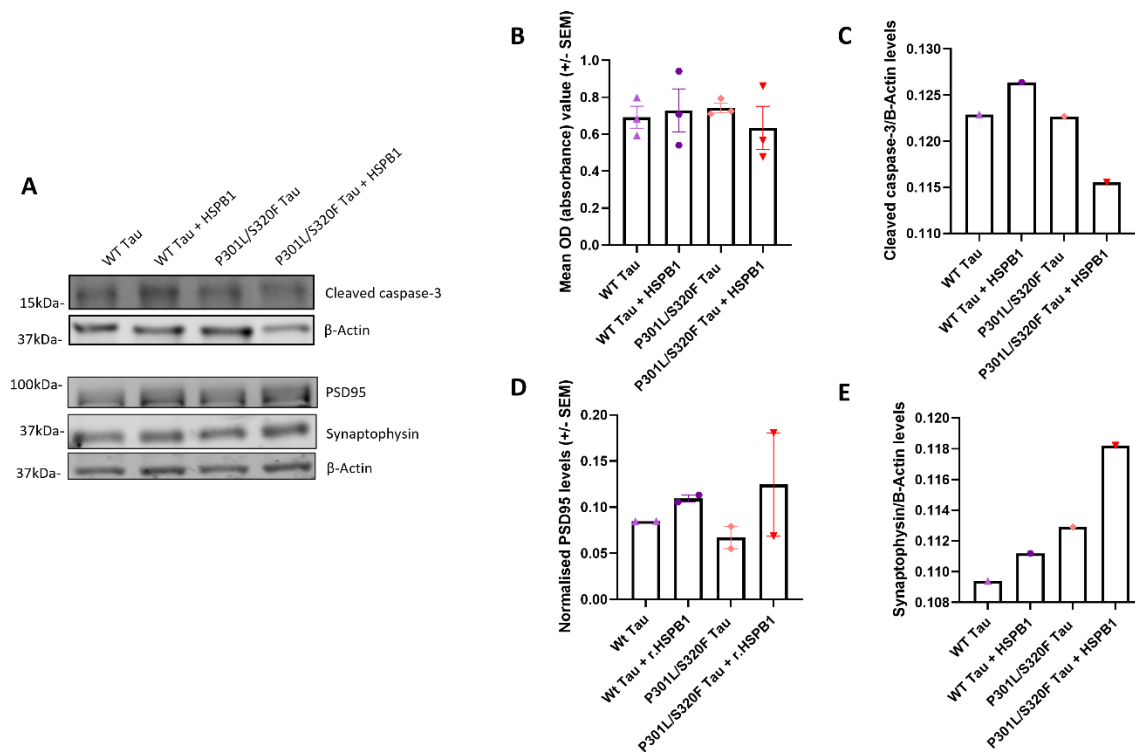 A
WT Tau
WT Tau + HSPB1
P301L/S320F Tau
P301L/S320F Tau + HSPB1
15kDa-
Cleaved caspase-3
37kDa-
β-Actin
100kDa-
PSD95
37kDa-
Synaptophysin
37kDa-
β-Actin
B
Mean OD (absorbance) value (+/- SEM)
1.0
0.8
0.6
0.4
0.2
0.0
WT Tau
WT Tau + HSPB1
P301L/S320F Tau
P301L/S320F Tau + HSPB1
C
Cleaved caspase-3/B-Actin levels
0.130
0.125
0.120
0.115
0.110
WT Tau
WT Tau + HSPB1
P301L/S320F Tau
P301L/S320F Tau + HSPB1
D
Normalised PSD95 levels (+/- SEM)
0.20
0.15
0.10
0.05
0.00
Wt Tau
Wt Tau + r.HSPB1
P301L/S320F Tau
P301L/S320F Tau + r.HSPB1
E
Synaptophysin/B-Actin levels
0.120
0.118
0.116
0.114
0.112
0.110
0.108
WT Tau
WT Tau + HSPB1
P301L/S320F Tau
P301L/S320F Tau + HSPB1